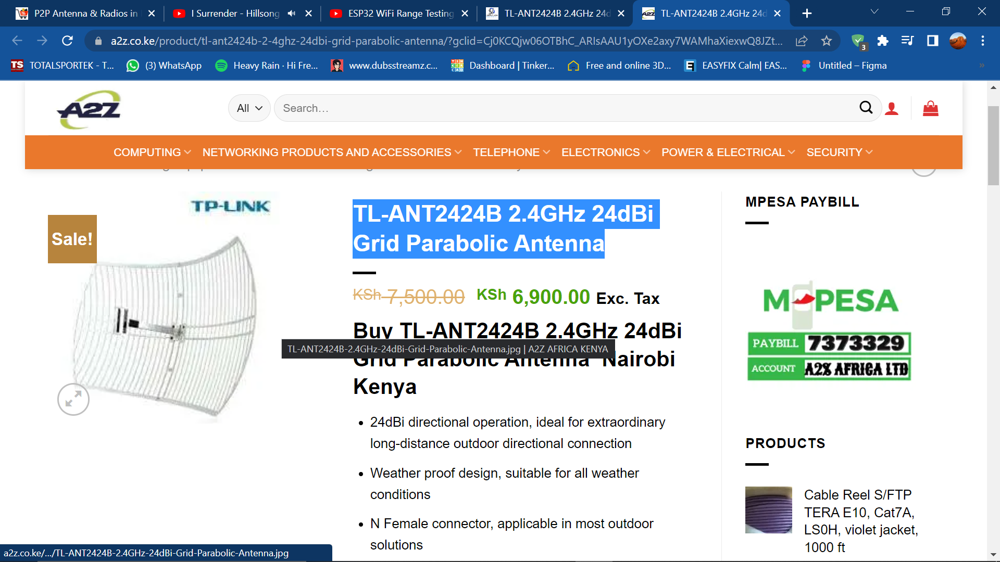 P2P Antenna & Radios in
I Surrender - Hillsong
ESP32 WiFi Range Testing
TL-ANT2424B 2.4GHz 24d
TL-ANT2424B 2.4GHz 24d
a2z.co.ke/product/tl-ant2424b-2-4ghz-24dbi-grid-parabolic-antenna/?gclid=Cj0KCQjw06OTBhC_ARIsAAU1yOXe2axy7WAMhaXiexwQ8JZt...
3
TS TOTALSPORTEK - T...
(3) WhatsApp
Heavy Rain · Hi Fre...
www.dubsstreamz.c...
Dashboard | Tinker...
Free and online 3D...
EASYFIX Calm| EAS...
Untitled – Figma
A2Z
All
Search…
COMPUTING
NETWORKING PRODUCTS AND ACCESSORIES
TELEPHONE
ELECTRONICS
POWER & ELECTRICAL
SECURITY
TP-LINK
Sale!
TL-ANT2424B 2.4GHz 24dBi
Grid Parabolic Antenna
KSh 7,500.00 KSh 6,900.00 Exc. Tax
Buy TL-ANT2424B 2.4GHz 24dBi
Grid Parabolic Antenna Nairobi
Kenya
TL-ANT2424B-2.4GHz-24dBi-Grid-Parabolic-Antenna.jpg | A2Z AFRICA KENYA
24dBi directional operation, ideal for extraordinary
long-distance outdoor directional connection
Weather proof design, suitable for all weather
conditions
N Female connector, applicable in most outdoor
solutions
MPESA PAYBILL
M-PESA
PAYBILL 7373329
ACCOUNT A2Z AFRICA LTD
PRODUCTS
Cable Reel S/FTP
TERA E10, Cat7A,
LS0H, violet jacket,
1000 ft
a2z.co.ke/.../TL-ANT2424B-2.4GHz-24dBi-Grid-Parabolic-Antenna.jpg